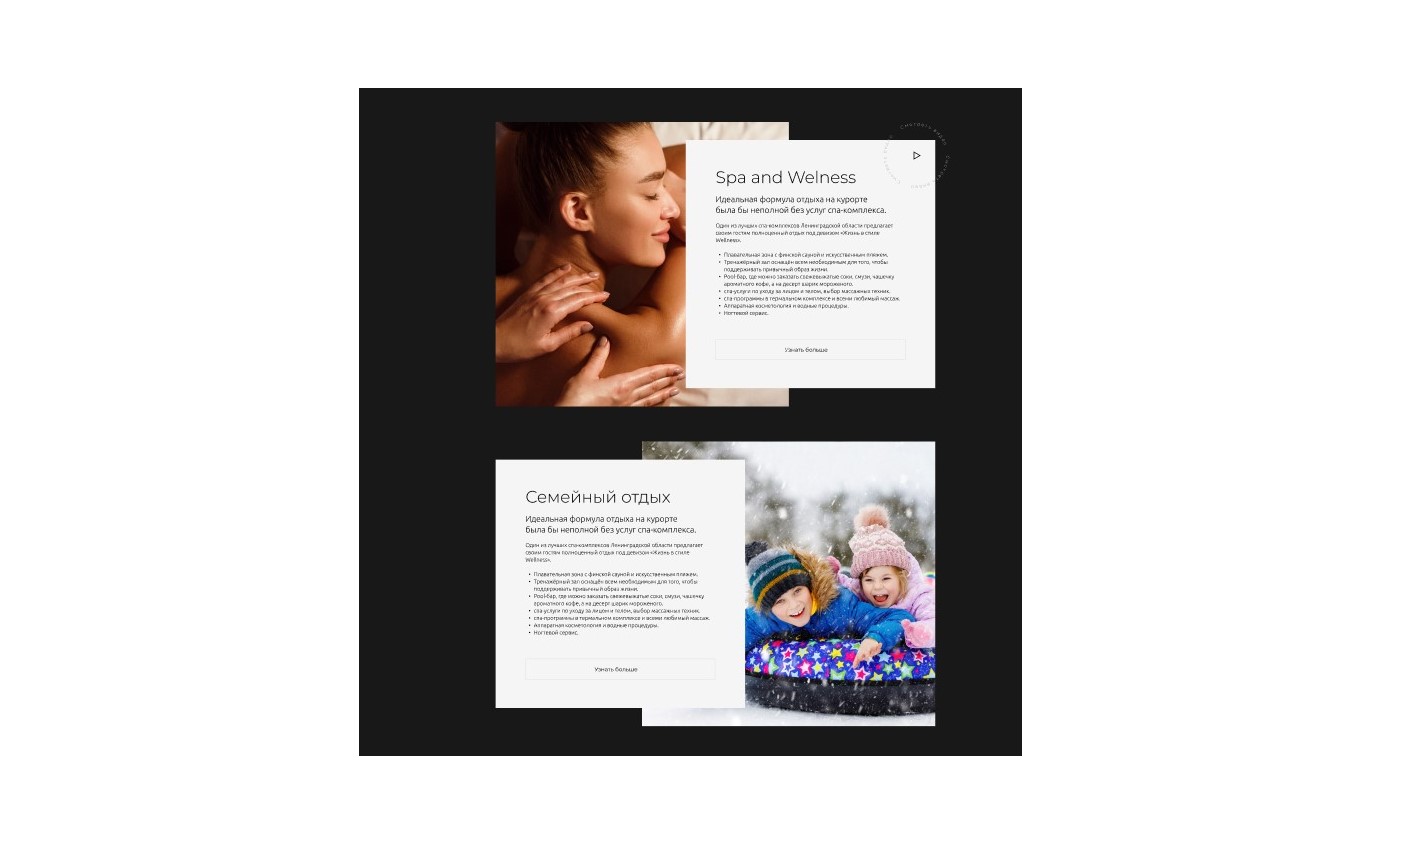 Смотреть видео Смотреть видео Смотреть видео
Spa and Welness
Идеальная формула отдыха на курорте
была бы неполной без услуг спа-комплекса.
Один из лучших спа-комплексов Ленинградской области предлагает
своим гостям полноценный отдых под девизом «Жизнь в стиле
Wellness».
• Плавательная зона с финской сауной и искусственным пляжем.
• Тренажёрный зал оснащён всем необходимым для того, чтобы
поддерживать привычный образ жизни.
• Pool-бар, где можно заказать свежевыжатые соки, смузи, чашечку
ароматного кофе, а на десерт шарик мороженого.
• спа-услуги по уходу за лицом и телом, выбор массажных техник.
• спа-программы в термальном комплексе и всеми любимый массаж.
• Аппаратная косметология и водные процедуры.
• Ногтевой сервис.
Узнать больше
Семейный отдых
Идеальная формула отдыха на курорте
была бы неполной без услуг спа-комплекса.
Один из лучших спа-комплексов Ленинградской области предлагает
своим гостям полноценный отдых под девизом «Жизнь в стиле
Wellness».
• Плавательная зона с финской сауной и искусственным пляжем.
• Тренажёрный зал оснащён всем необходимым для того, чтобы
поддерживать привычный образ жизни.
• Pool-бар, где можно заказать свежевыжатые соки, смузи, чашечку
ароматного кофе, а на десерт шарик мороженого.
• спа-услуги по уходу за лицом и телом, выбор массажных техник.
• спа-программы в термальном комплексе и всеми любимый массаж.
• Аппаратная косметология и водные процедуры.
• Ногтевой сервис.
Узнать больше